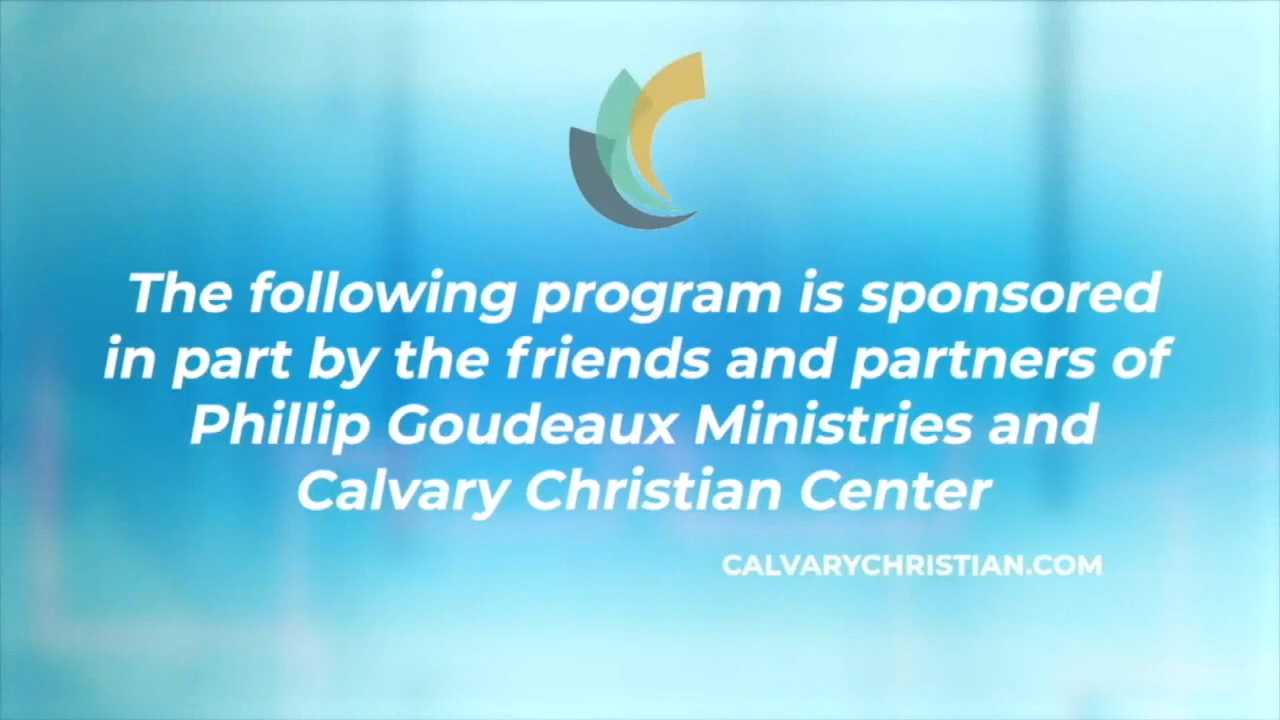 The following program is sponsored
in part by the friends and partners of
Phillip Goudeaux Ministries and
Calvary Christian Center
CALVARYCHRISTIAN.COM